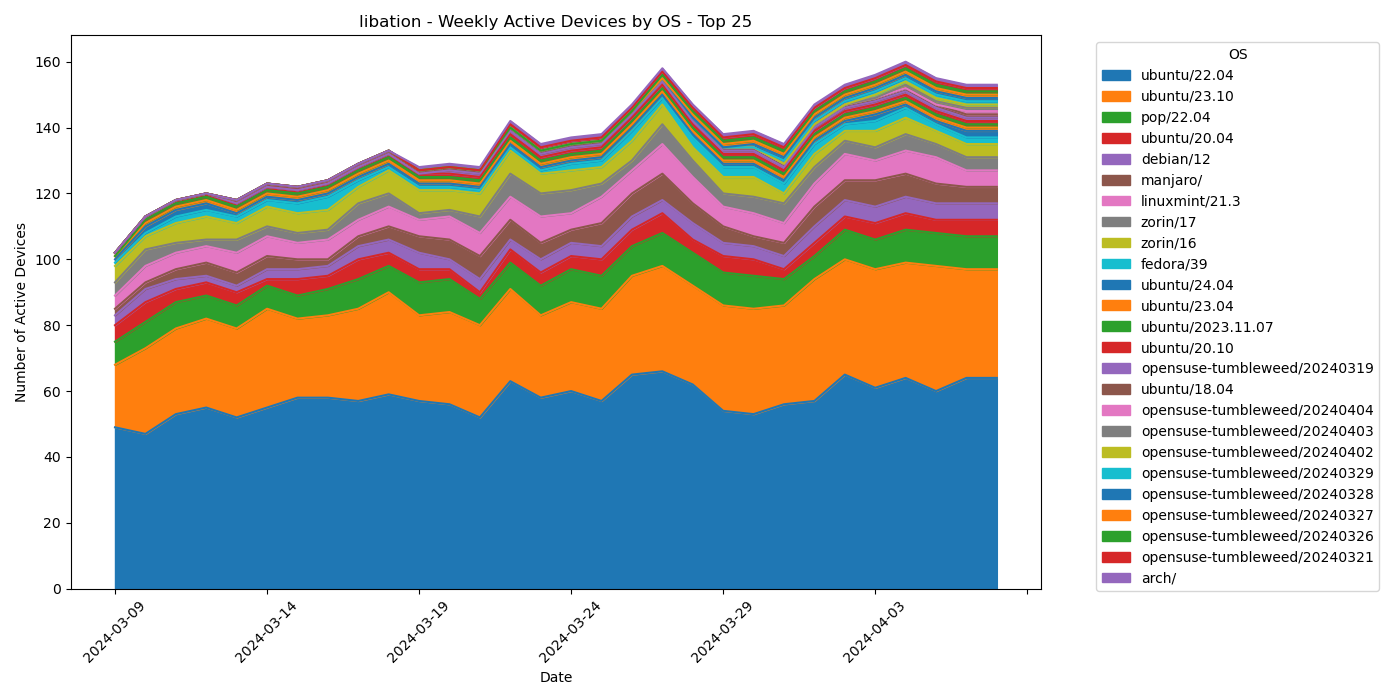 libation - Weekly Active Devices by OS - Top 25
Number of Active Devices
160
140
120
100
80
60
40
20
0
2024-03-09
2024-03-14
2024-03-19
2024-03-24
2024-03-29
2024-04-03
Date
OS
ubuntu/22.04
ubuntu/23.10
pop/22.04
ubuntu/20.04
debian/12
manjaro/
linuxmint/21.3
zorin/17
zorin/16
fedora/39
ubuntu/24.04
ubuntu/23.04
ubuntu/2023.11.07
ubuntu/20.10
opensuse-tumbleweed/20240319
ubuntu/18.04
opensuse-tumbleweed/20240404
opensuse-tumbleweed/20240403
opensuse-tumbleweed/20240402
opensuse-tumbleweed/20240329
opensuse-tumbleweed/20240328
opensuse-tumbleweed/20240327
opensuse-tumbleweed/20240326
opensuse-tumbleweed/20240321
arch/